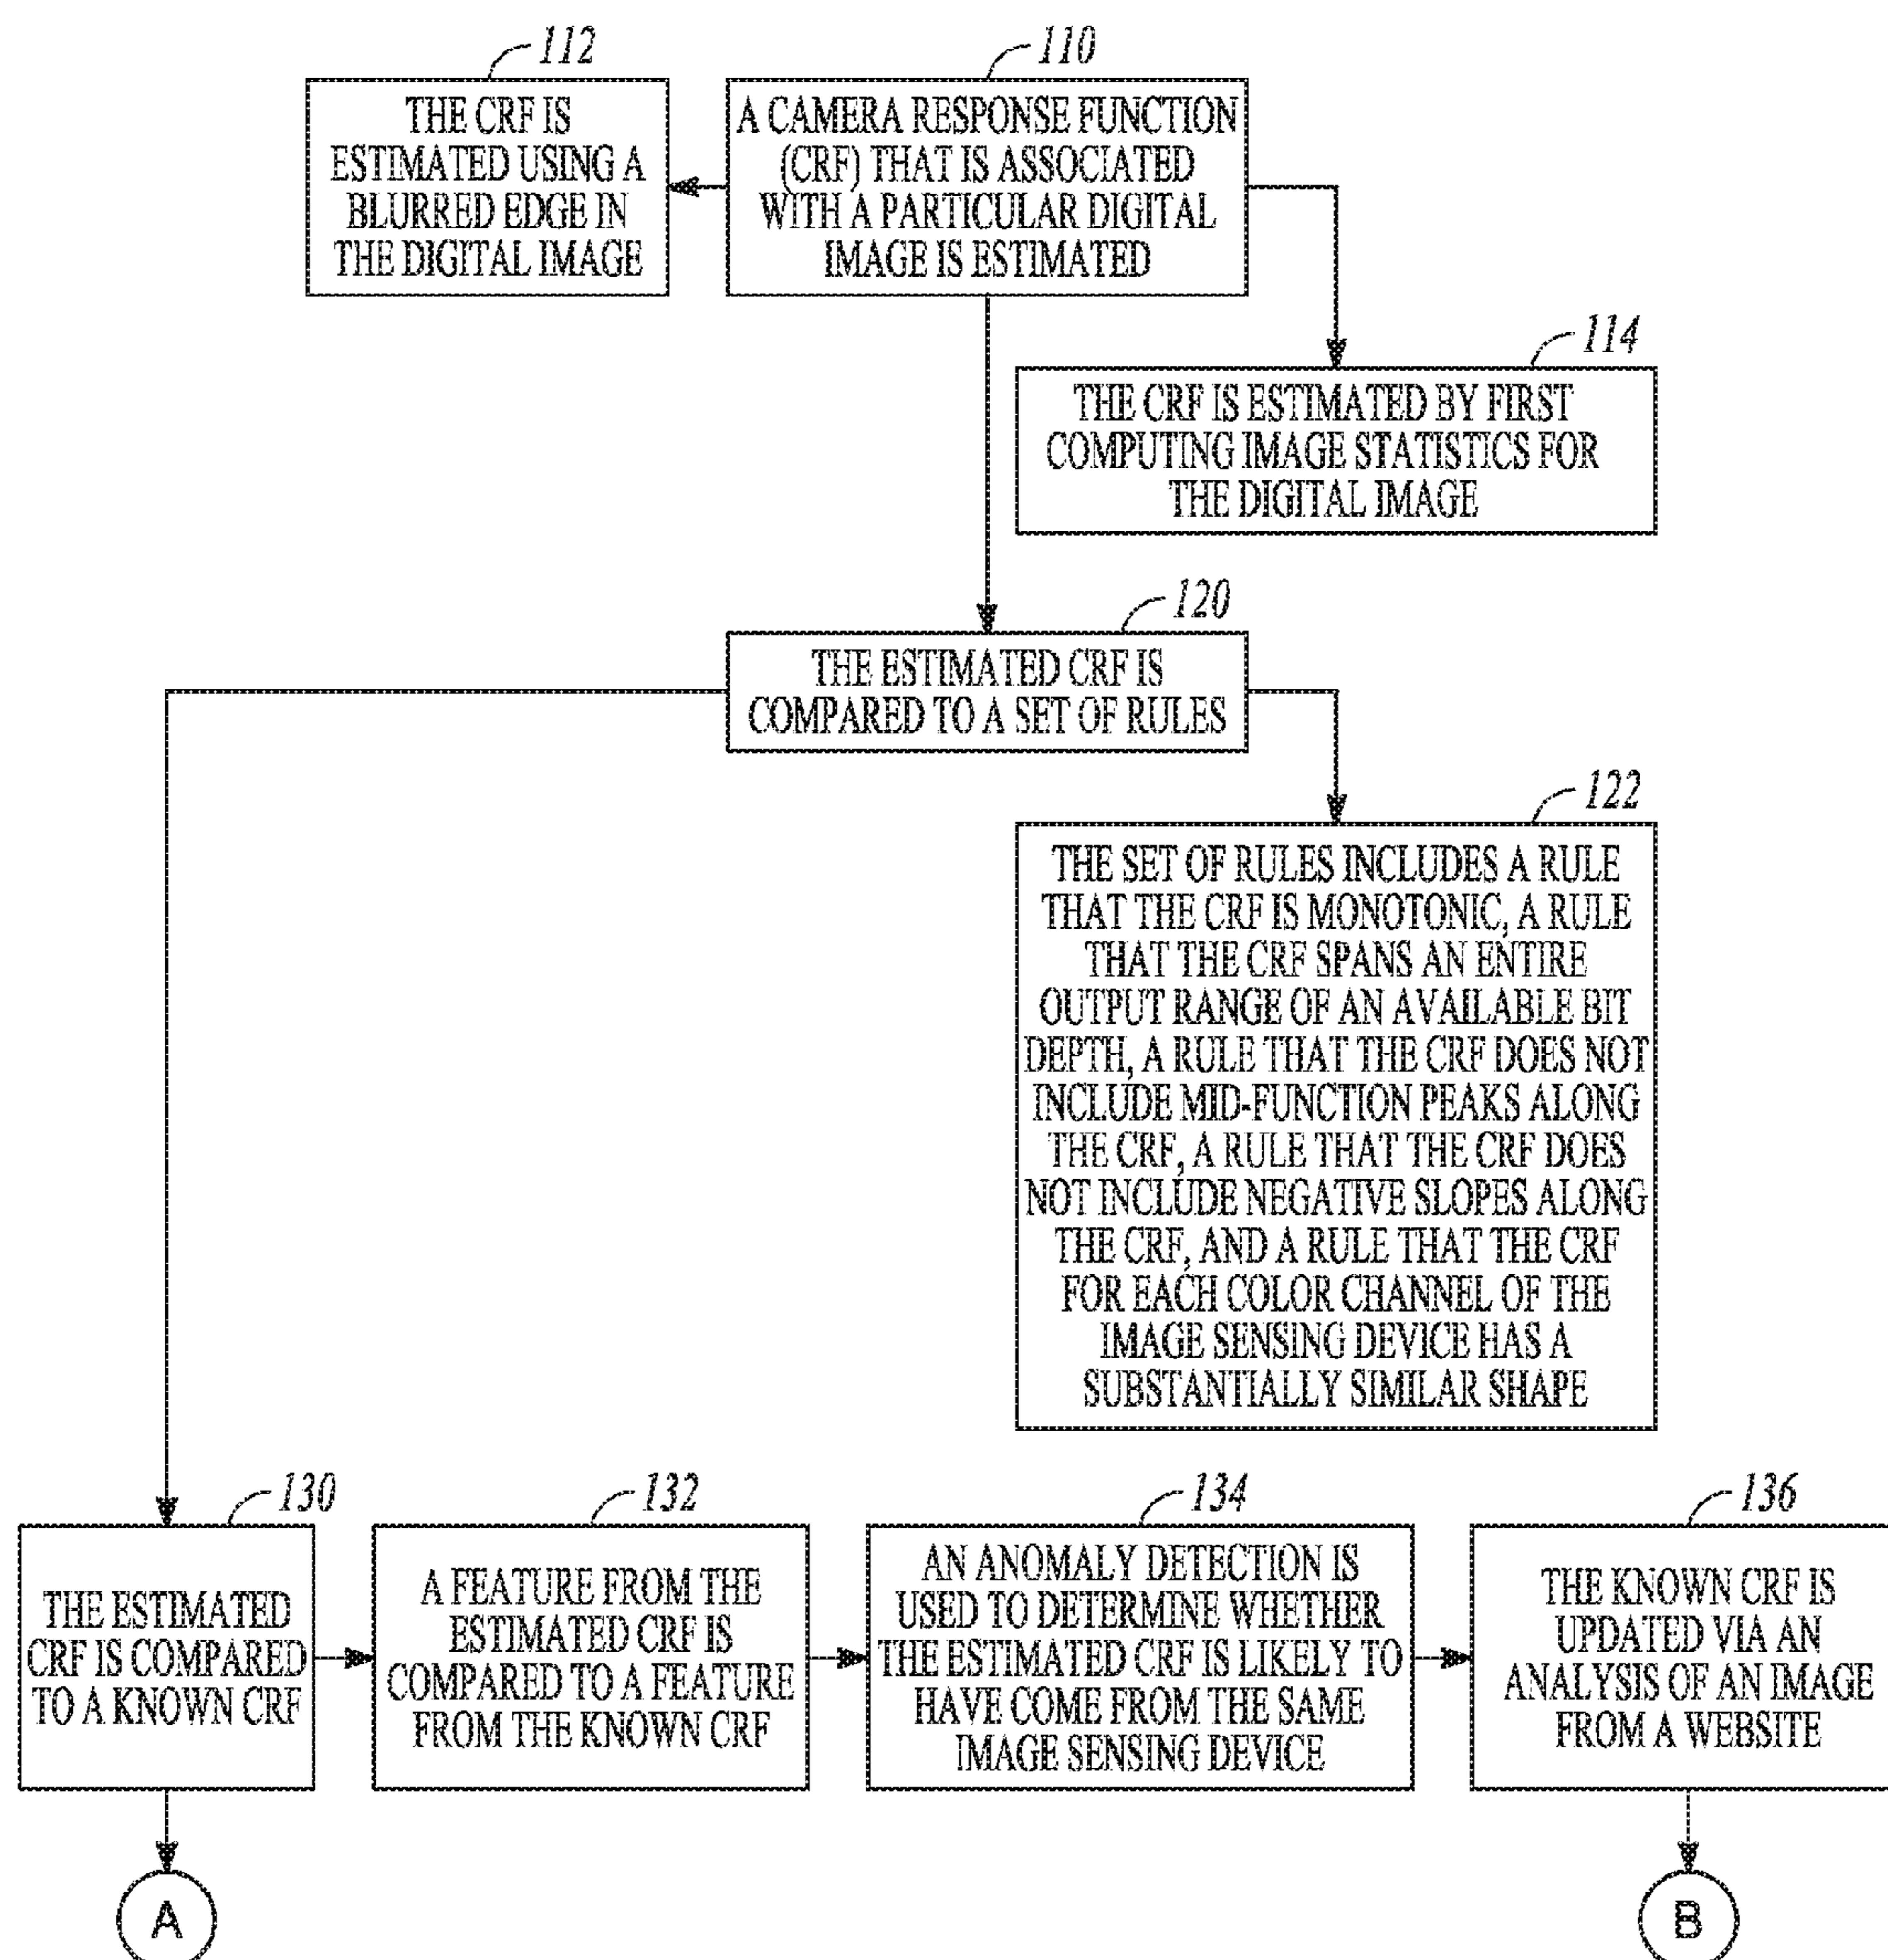 112
THE CRF IS
ESTIMATED USING A
BLURRED EDGE IN
THE DIGITAL IMAGE
110
A CAMERA RESPONSE FUNCTION
(CRF) THAT IS ASSOCIATED
WITH A PARTICULAR DIGITAL
IMAGE IS ESTIMATED
114
THE CRF IS ESTIMATED BY FIRST
COMPUTING IMAGE STATISTICS FOR
THE DIGITAL IMAGE
120
THE ESTIMATED CRF IS
COMPARED TO A SET OF RULES
122
THE SET OF RULES INCLUDES A RULE
THAT THE CRF IS MONOTONIC, A RULE
THAT THE CRF SPANS AN ENTIRE
OUTPUT RANGE OF AN AVAILABLE BIT
DEPTH, A RULE THAT THE CRF DOES NOT
INCLUDE MID-FUNCTION PEAKS ALONG
THE CRF, A RULE THAT THE CRF DOES
NOT INCLUDE NEGATIVE SLOPES ALONG
THE CRF, AND A RULE THAT THE CRF
FOR EACH COLOR CHANNEL OF THE
IMAGE SENSING DEVICE HAS A
SUBSTANTIALLY SIMILAR SHAPE
130
THE ESTIMATED
CRF IS COMPARED
TO A KNOWN CRF
132
A FEATURE FROM THE
ESTIMATED CRF IS
COMPARED TO A FEATURE
FROM THE KNOWN CRF
134
AN ANOMALY DETECTION IS
USED TO DETERMINE WHETHER
THE ESTIMATED CRF IS LIKELY TO
HAVE COME FROM THE SAME
IMAGE SENSING DEVICE
136
THE KNOWN CRF IS
UPDATED VIA AN
ANALYSIS OF AN IMAGE
FROM A WEBSITE
A
B